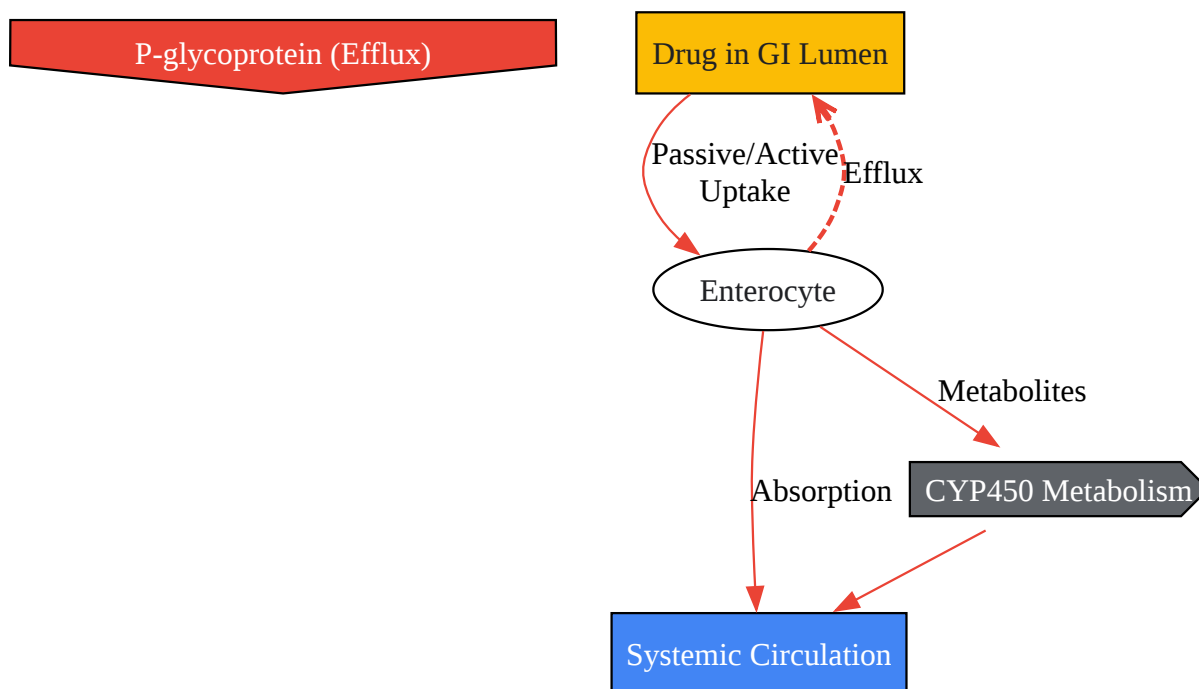 P-glycoprotein (Efflux)
Drug in GI Lumen
Passive/Active
Uptake
Efflux
Enterocyte
Metabolites
Absorption
CYP450 Metabolism
Systemic Circulation